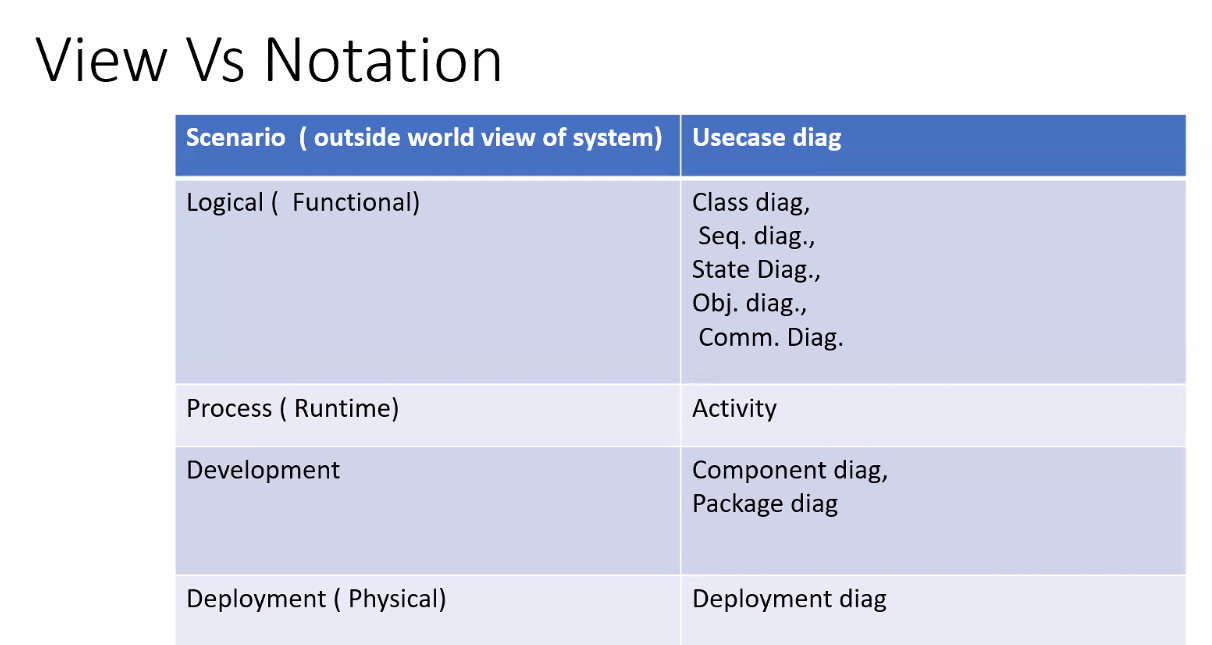 View Vs Notation
Scenario ( outside world view of system) Usecase diag
Logical ( Functional) Class diag,
Seq. diag.,
State Diag.,
Obj. diag.,
Comm. Diag.
Process ( Runtime) Activity
Development Component diag,
Package diag
Deployment ( Physical) Deployment diag